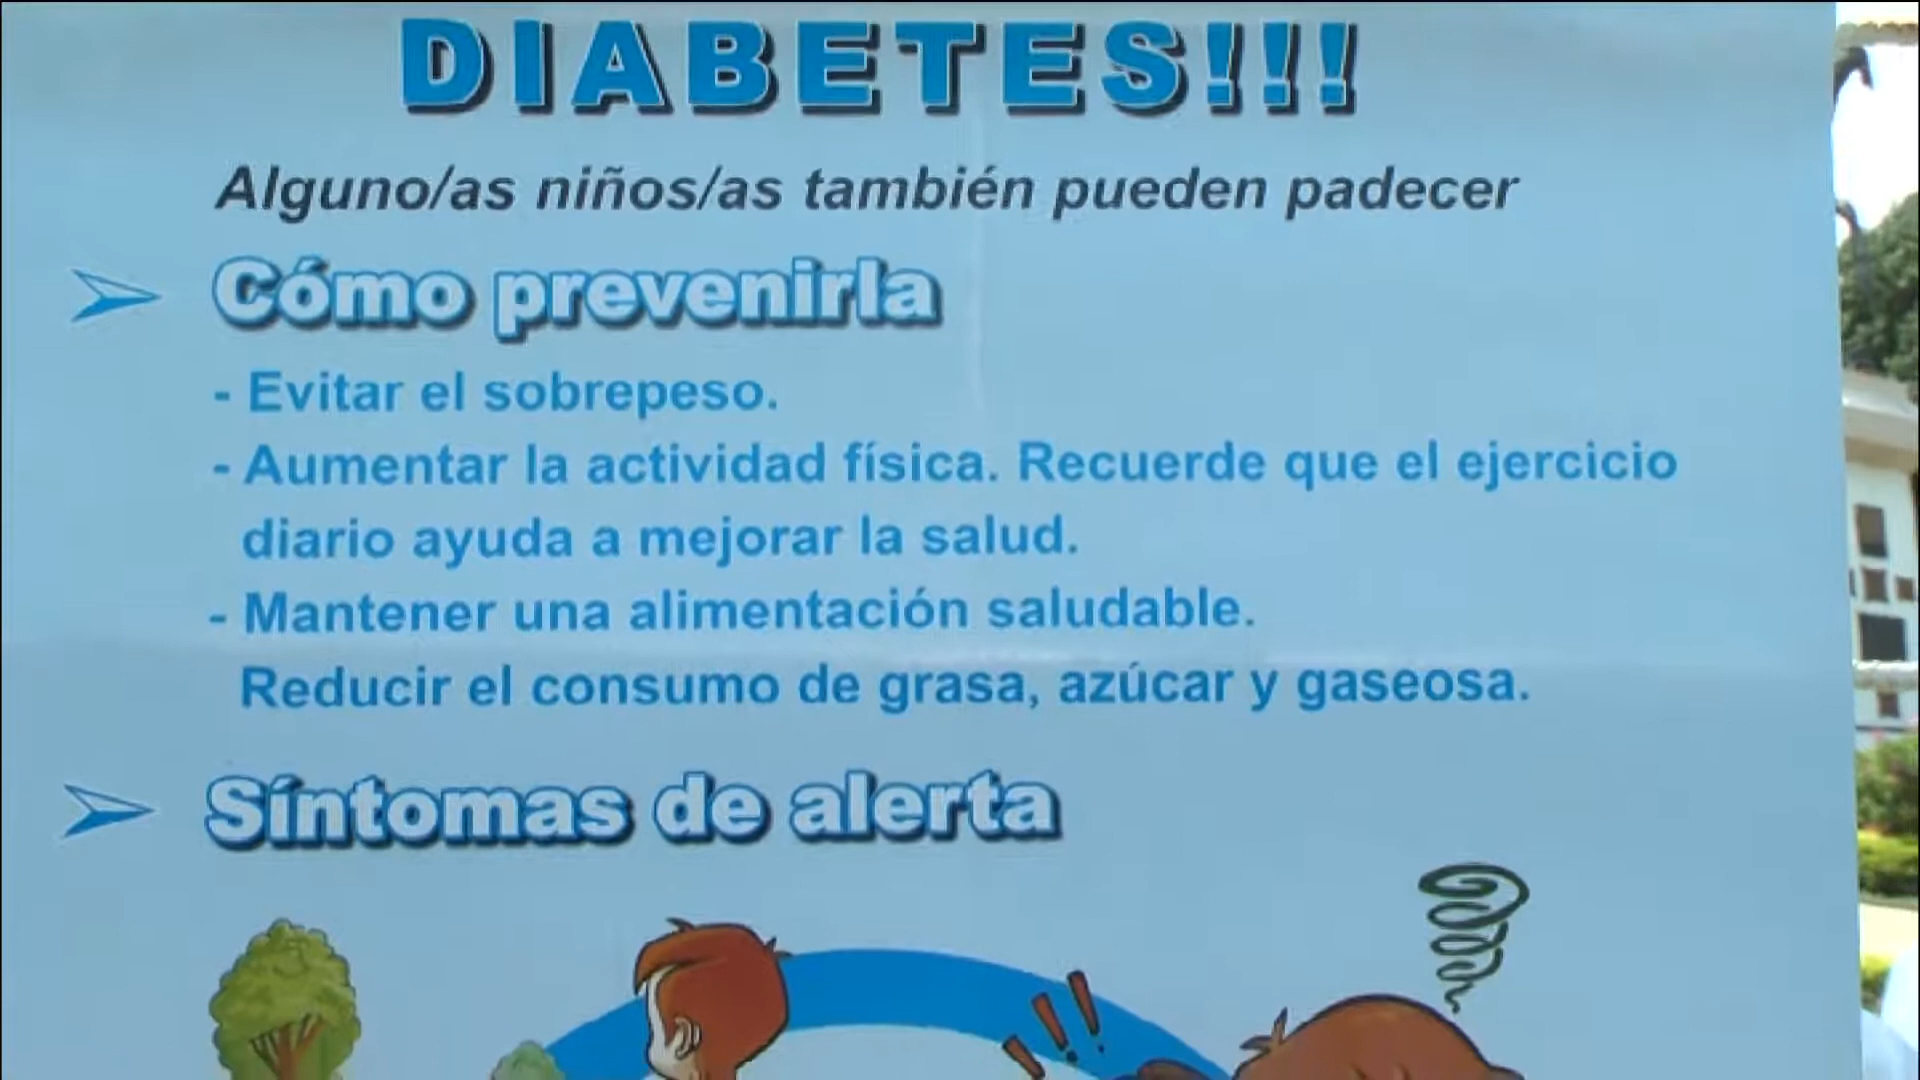 DIABETES!!!
Alguno/as niños/as también pueden padecer
Cómo prevenirla
- Evitar el sobrepeso.
- Aumentar la actividad física. Recuerde que el ejercicio
diario ayuda a mejorar la salud.
- Mantener una alimentación saludable.
Reducir el consumo de grasa, azúcar y gaseosa.
Síntomas de alerta